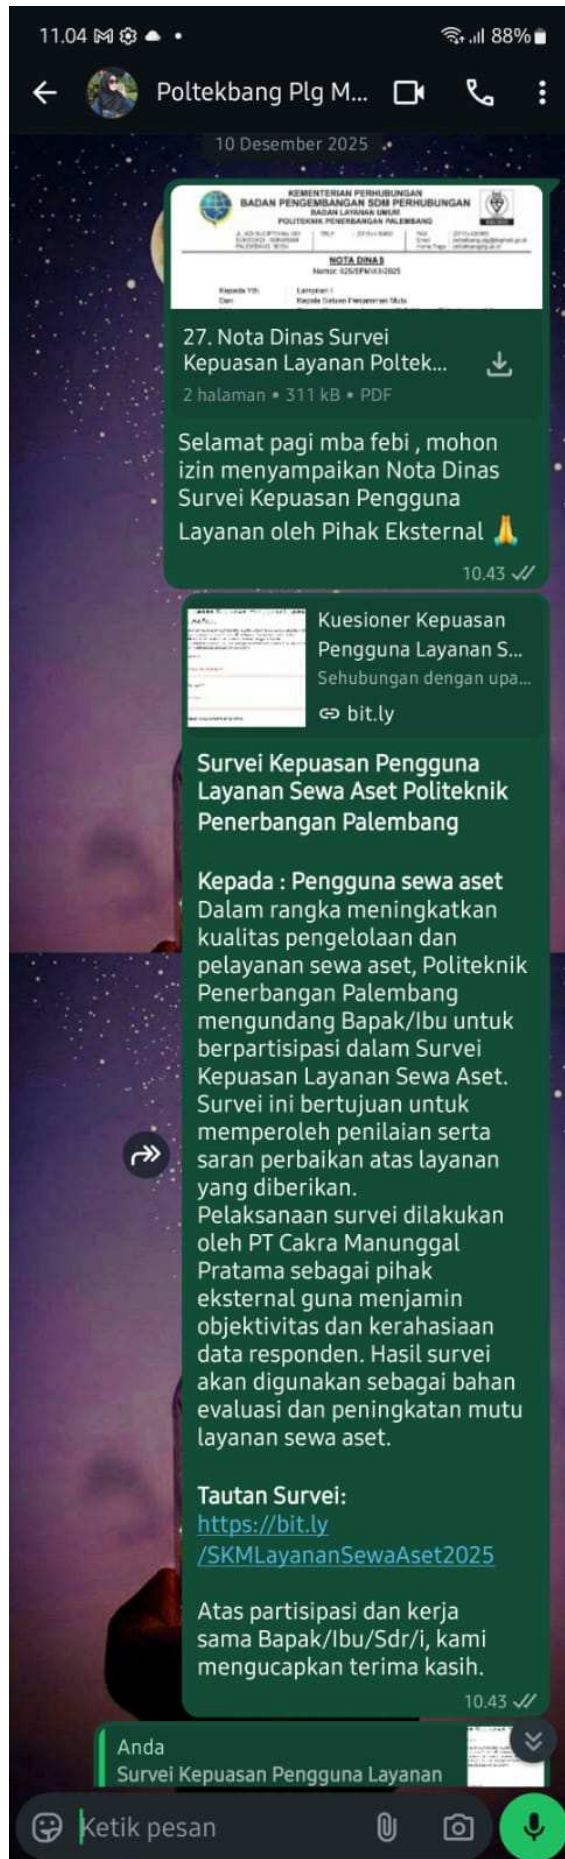 11.04
88%
Poltekbang Plg M...
10 Desember 2025
KEMENTERIAN PERHUBUNGAN
BADAN PENGEMBANGAN SDM PERHUBUNGAN
BADAN LAYANAN UMUM
POLITEKNIK PENERBANGAN PALEMBANG
NOTA DINAS
Kepada Yth
Lampiran I
Dari
Kepala Satuan Penjaminan Mutu
27. Nota Dinas Survei
Kepuasan Layanan Poltek...
2 halaman • 311 kB • PDF
Selamat pagi mba febi , mohon
izin menyampaikan Nota Dinas
Survei Kepuasan Pengguna
Layanan oleh Pihak Eksternal 🙏
10.43
Kuesioner Kepuasan
Pengguna Layanan S...
Sehubungan dengan upa...
bit.ly
Survei Kepuasan Pengguna
Layanan Sewa Aset Politeknik
Penerbangan Palembang
Kepada : Pengguna sewa aset
Dalam rangka meningkatkan
kualitas pengelolaan dan
pelayanan sewa aset, Politeknik
Penerbangan Palembang
mengundang Bapak/Ibu untuk
berpartisipasi dalam Survei
Kepuasan Layanan Sewa Aset.
Survei ini bertujuan untuk
memperoleh penilaian serta
saran perbaikan atas layanan
yang diberikan.
Pelaksanaan survei dilakukan
oleh PT Cakra Manunggal
Pratama sebagai pihak
eksternal guna menjamin
objektivitas dan kerahasiaan
data responden. Hasil survei
akan digunakan sebagai bahan
evaluasi dan peningkatan mutu
layanan sewa aset.
Tautan Survei:
https://bit.ly
/SKMLayananSewaAset2025
Atas partisipasi dan kerja
sama Bapak/Ibu/Sdr/i, kami
mengucapkan terima kasih.
10.43
Anda
Survei Kepuasan Pengguna Layanan
Ketik pesan